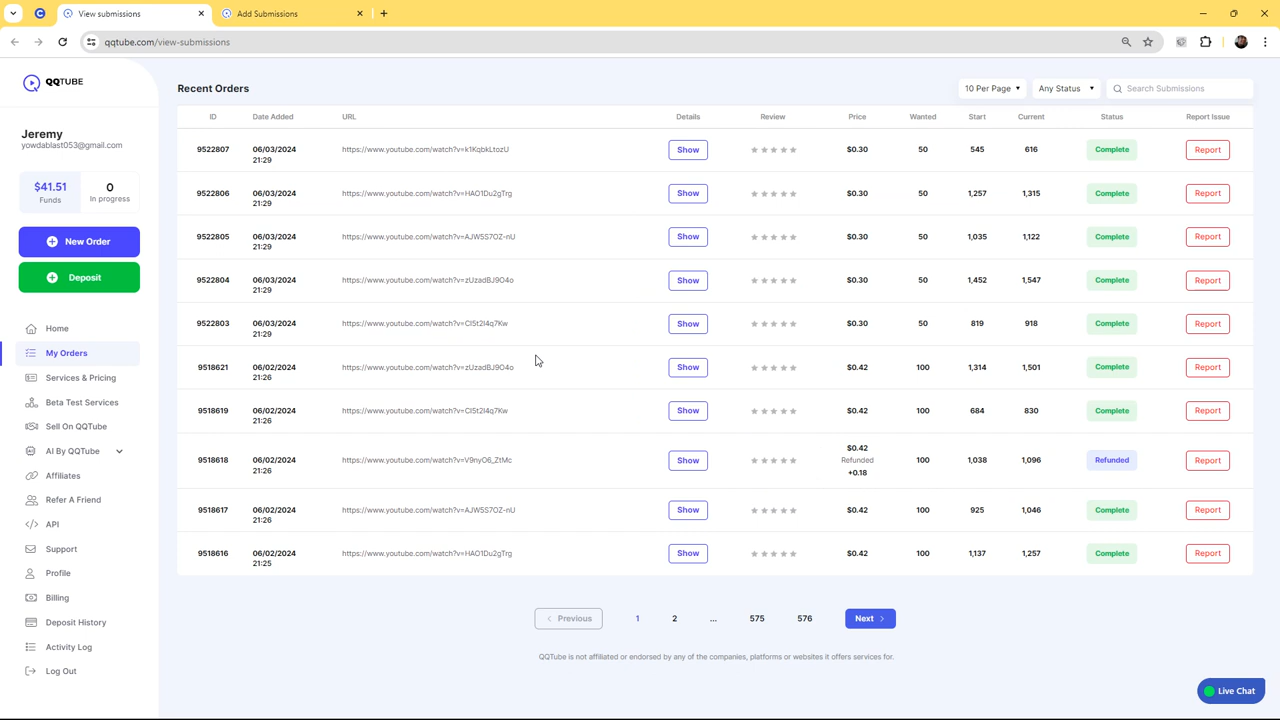 View submissions
Add Submissions
qqtube.com/view-submissions
QQTUBE
Jeremy
yowdablast053@gmail.com
$41.51
Funds
0
In progress
New Order
Deposit
Home
My Orders
Services & Pricing
Beta Test Services
Sell On QQTube
AI By QQTube
Affiliates
Refer A Friend
API
Support
Profile
Billing
Deposit History
Activity Log
Log Out
Recent Orders
10 Per Page
Any Status
Search Submissions
ID Date Added URL Details Review Price Wanted Start Current Status Report Issue
9522807 06/03/2024 https://www.youtube.com/watch?v=k1KqbkLtozU Show $0.30 50 545 616 Complete Report
21:29
9522806 06/03/2024 https://www.youtube.com/watch?v=HAO1Du2gTrg Show $0.30 50 1,257 1,315 Complete Report
21:29
9522805 06/03/2024 https://www.youtube.com/watch?v=AJW5S7OZ-nU Show $0.30 50 1,035 1,122 Complete Report
21:29
9522804 06/03/2024 https://www.youtube.com/watch?v=zUzadBJ9O4o Show $0.30 50 1,452 1,547 Complete Report
21:29
9522803 06/03/2024 https://www.youtube.com/watch?v=CI5t2I4q7Kw Show $0.30 50 819 918 Complete Report
21:29
9518621 06/02/2024 https://www.youtube.com/watch?v=zUzadBJ9O4o Show $0.42 100 1,314 1,501 Complete Report
21:26
9518619 06/02/2024 https://www.youtube.com/watch?v=CI5t2I4q7Kw Show $0.42 100 684 830 Complete Report
21:26
9518618 06/02/2024 https://www.youtube.com/watch?v=V9nyO6_ZtMc Show $0.42 100 1,038 1,096 Refunded Report
21:26 Refunded
+0.18
9518617 06/02/2024 https://www.youtube.com/watch?v=AJW5S7OZ-nU Show $0.42 100 925 1,046 Complete Report
21:26
9518616 06/02/2024 https://www.youtube.com/watch?v=HAO1Du2gTrg Show $0.42 100 1,137 1,257 Complete Report
21:25
Previous 1 2 ... 575 576 Next
QQTube is not affiliated or endorsed by any of the companies, platforms or websites it offers services for.
Live Chat